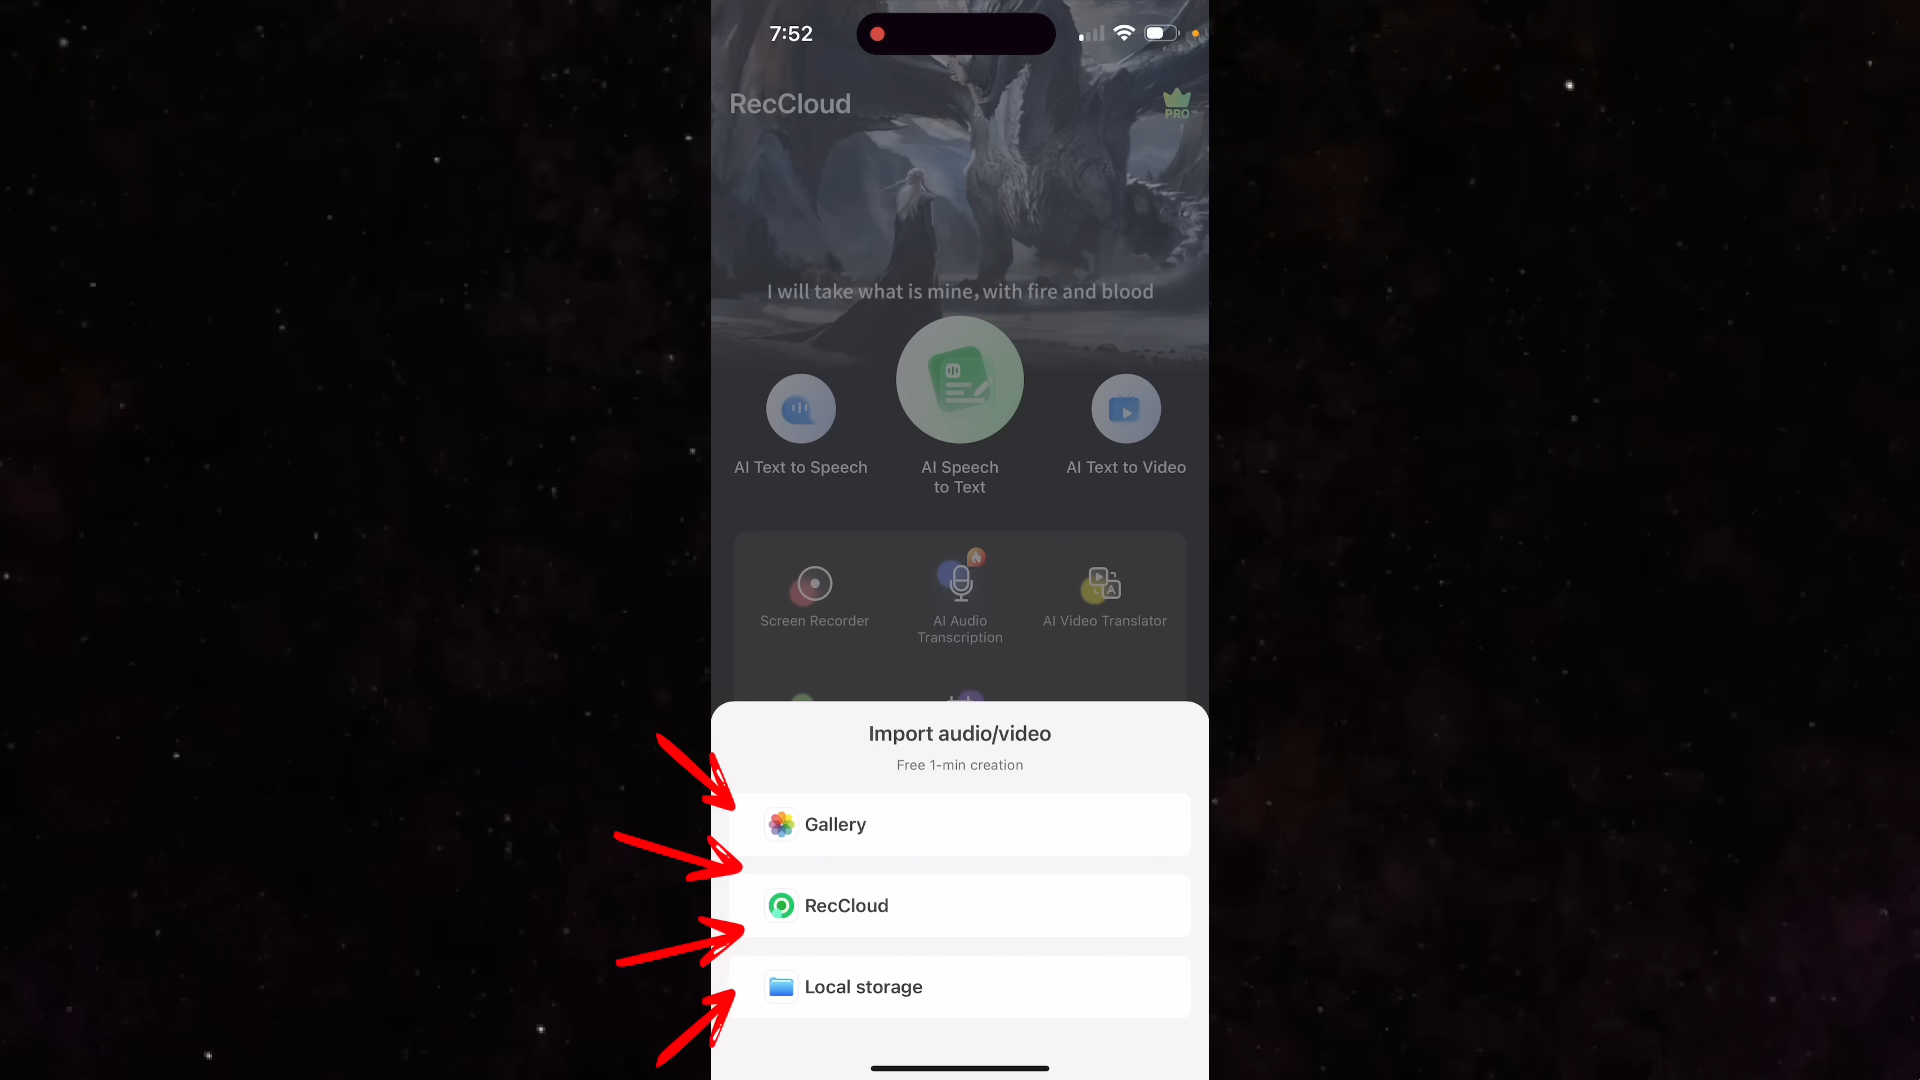 7:52
RecCloud
PRO
I will take what is mine, with fire and blood
AI Text to Speech
AI Speech
to Text
AI Text to Video
Screen Recorder
AI Audio
Transcription
AI Video Translator
A
Import audio/video
Free 1-min creation
Gallery
RecCloud
Local storage